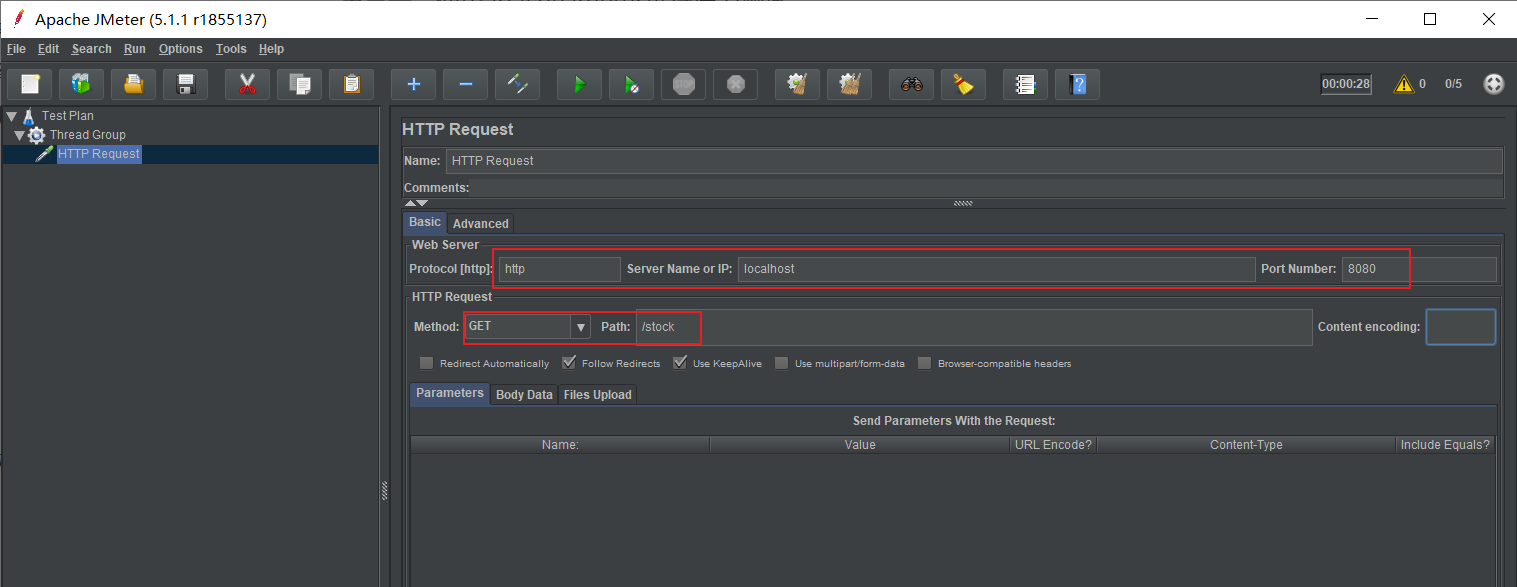 Apache JMeter (5.1.1 r1855137)
File Edit Search Run Options Tools Help
00:00:28 0 0/5
Test Plan
Thread Group
HTTP Request
HTTP Request
Name: HTTP Request
Comments:
Basic Advanced
Web Server
Protocol [http]: http Server Name or IP: localhost Port Number: 8080
HTTP Request
Method: GET Path: /stock Content encoding:
Redirect Automatically Follow Redirects Use KeepAlive Use multipart/form-data Browser-compatible headers
Parameters Body Data Files Upload
Send Parameters With the Request:
Name: Value URL Encode? Content-Type Include Equals?